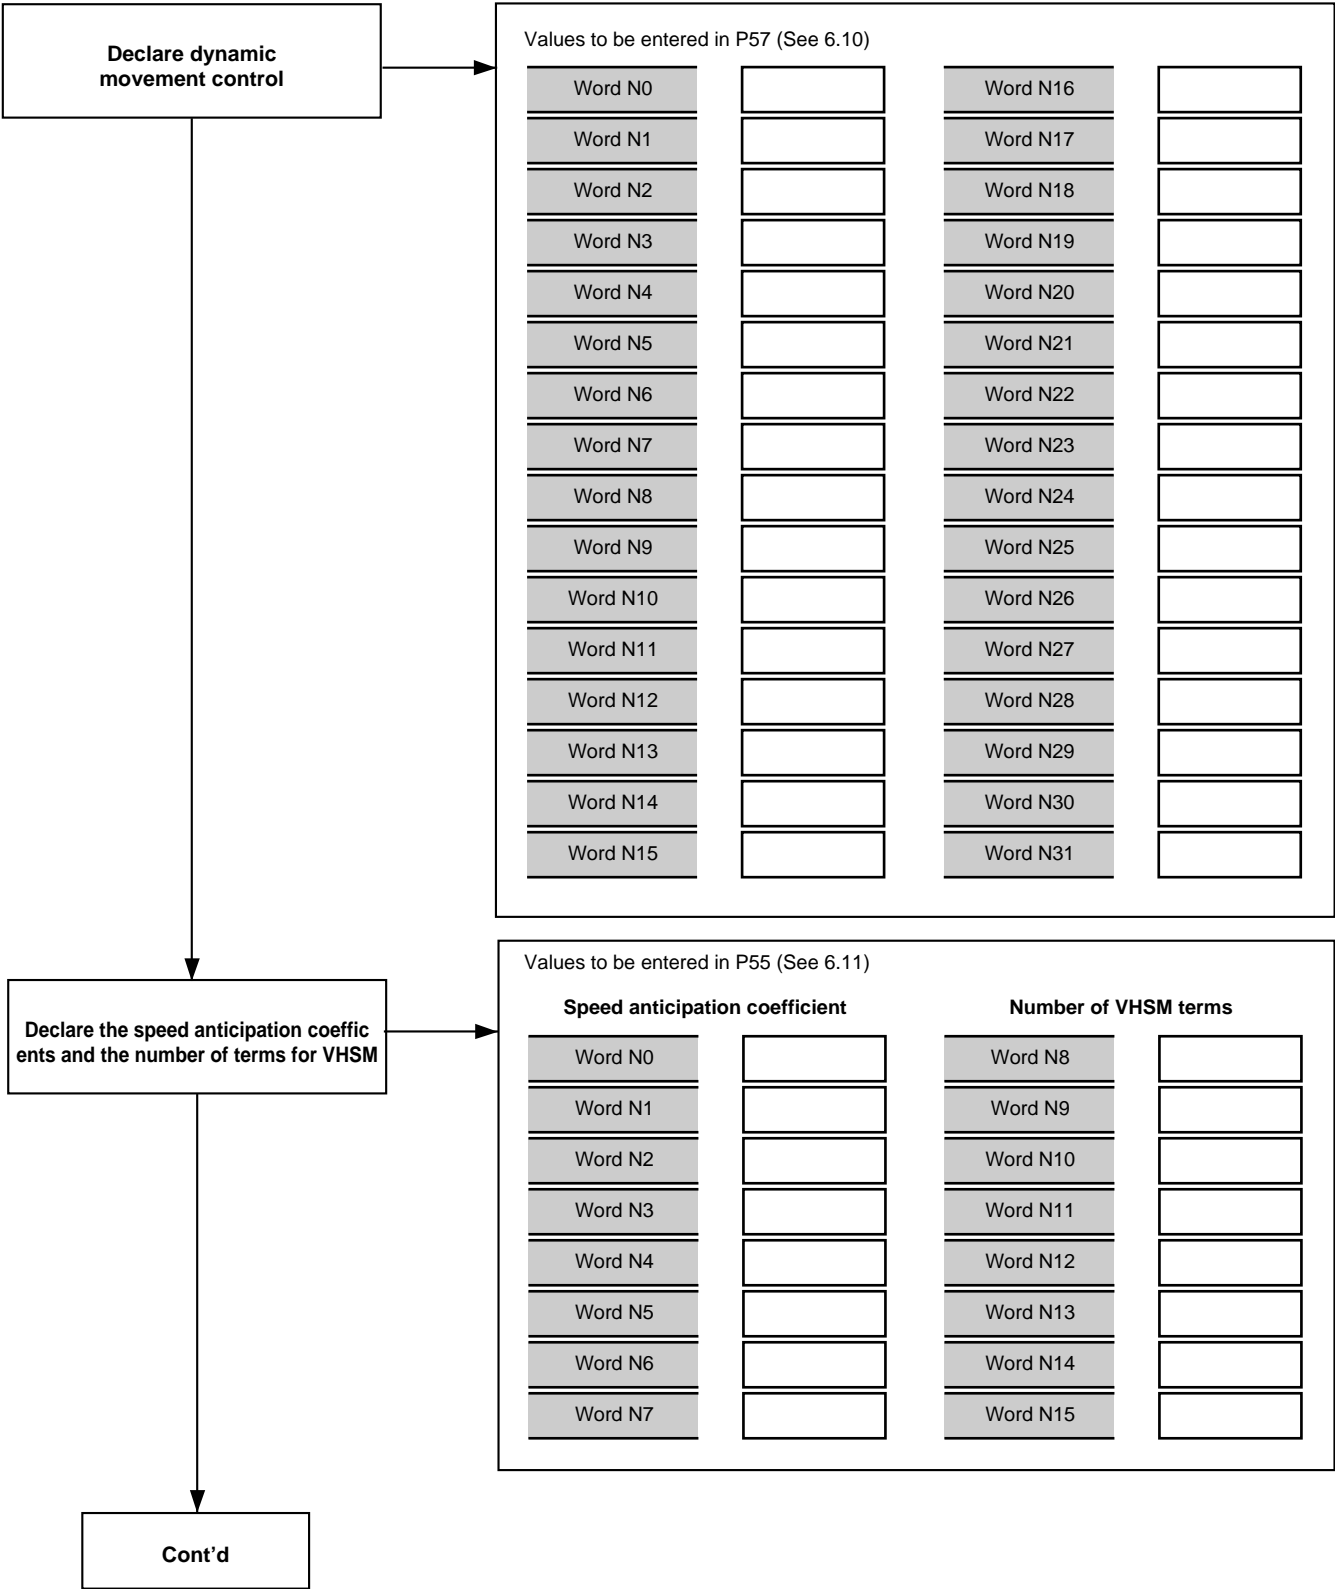 Declare dynamic
movement control
Values to be entered in P57 (See 6.10)
Word N0
Word N16
Word N1
Word N17
Word N2
Word N18
Word N3
Word N19
Word N4
Word N20
Word N5
Word N21
Word N6
Word N22
Word N7
Word N23
Word N8
Word N24
Word N9
Word N25
Word N10
Word N26
Word N11
Word N27
Word N12
Word N28
Word N13
Word N29
Word N14
Word N30
Word N15
Word N31
Declare the speed anticipation coeffic
ents and the number of terms for VHSM
Values to be entered in P55 (See 6.11)
Speed anticipation coefficient
Number of VHSM terms
Word N0
Word N8
Word N1
Word N9
Word N2
Word N10
Word N3
Word N11
Word N4
Word N12
Word N5
Word N13
Word N6
Word N14
Word N7
Word N15
Cont'd